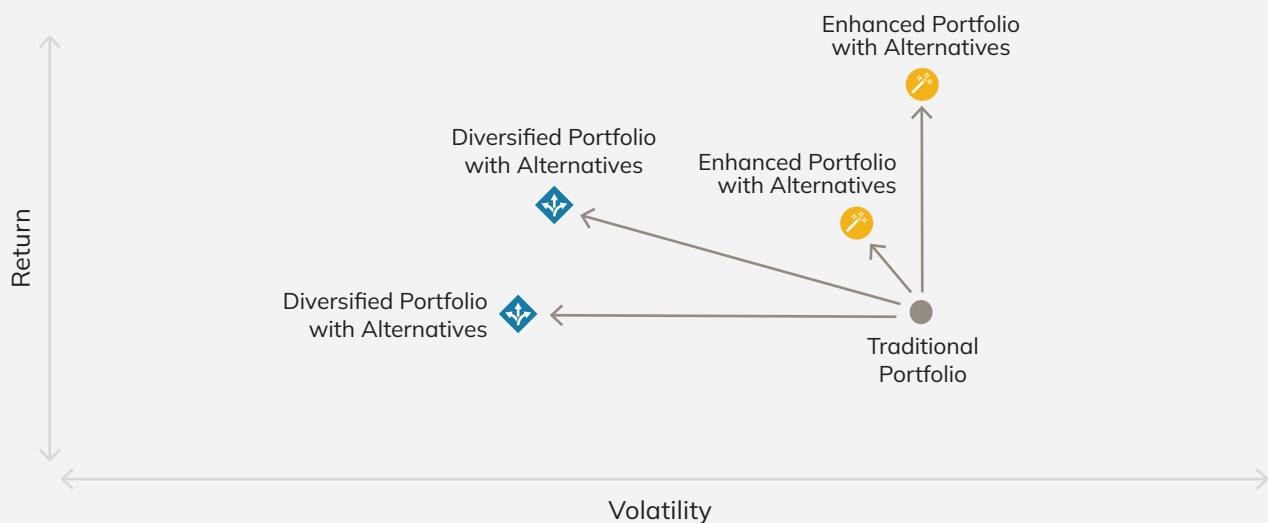 Enhanced Portfolio
with Alternatives
Diversified Portfolio
with Alternatives
Enhanced Portfolio
with Alternatives
Return
Diversified Portfolio
with Alternatives
Traditional
Portfolio
Volatility